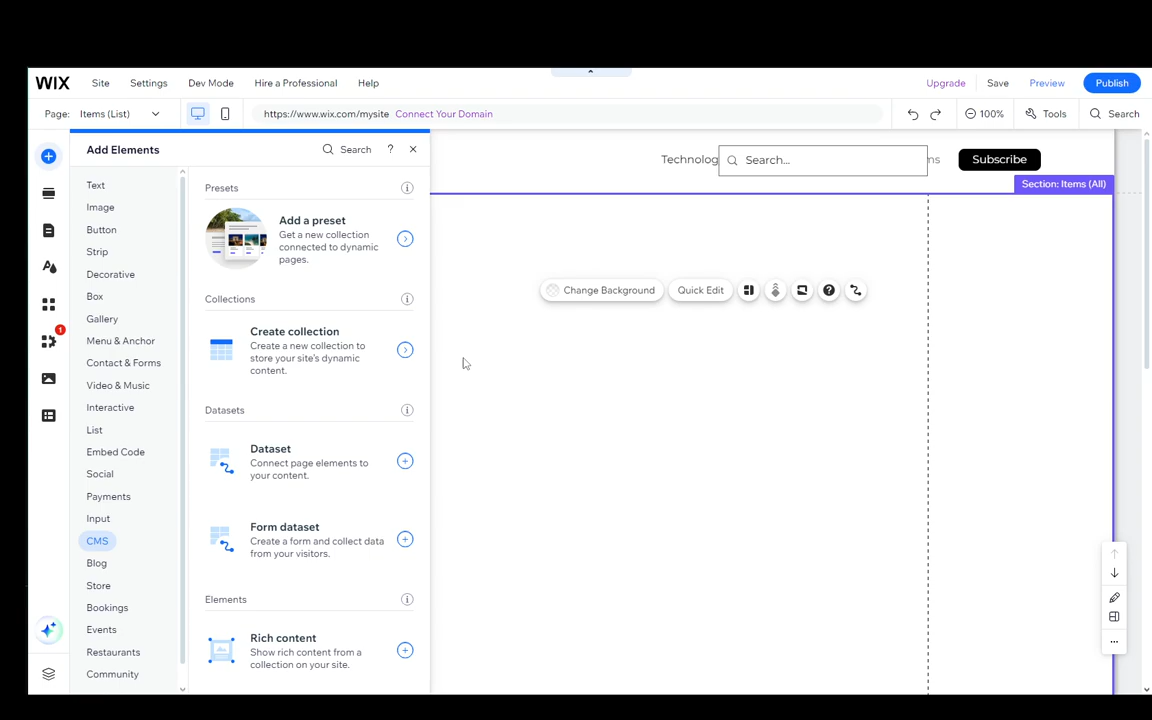 WIX Site Settings Dev Mode Hire a Professional Help Upgrade Save Preview Publish
Page: Items (List) https://www.wix.com/mysite Connect Your Domain 100% Tools Search
Add Elements Search ?
Technolog Search... ms Subscribe
Section: Items (All)
Text
Image
Button
Strip
Decorative
Box
Gallery
Menu & Anchor
Contact & Forms
Video & Music
Interactive
List
Embed Code
Social
Payments
Input
CMS
Blog
Store
Bookings
Events
Restaurants
Community
1
Presets
Add a preset
Get a new collection
connected to dynamic
pages.
Collections
Create collection
Create a new collection to
store your site's dynamic
content.
Datasets
Dataset
Connect page elements to
your content.
Form dataset
Create a form and collect data
from your visitors.
Elements
Rich content
Show rich content from a
collection on your site.
Change Background Quick Edit